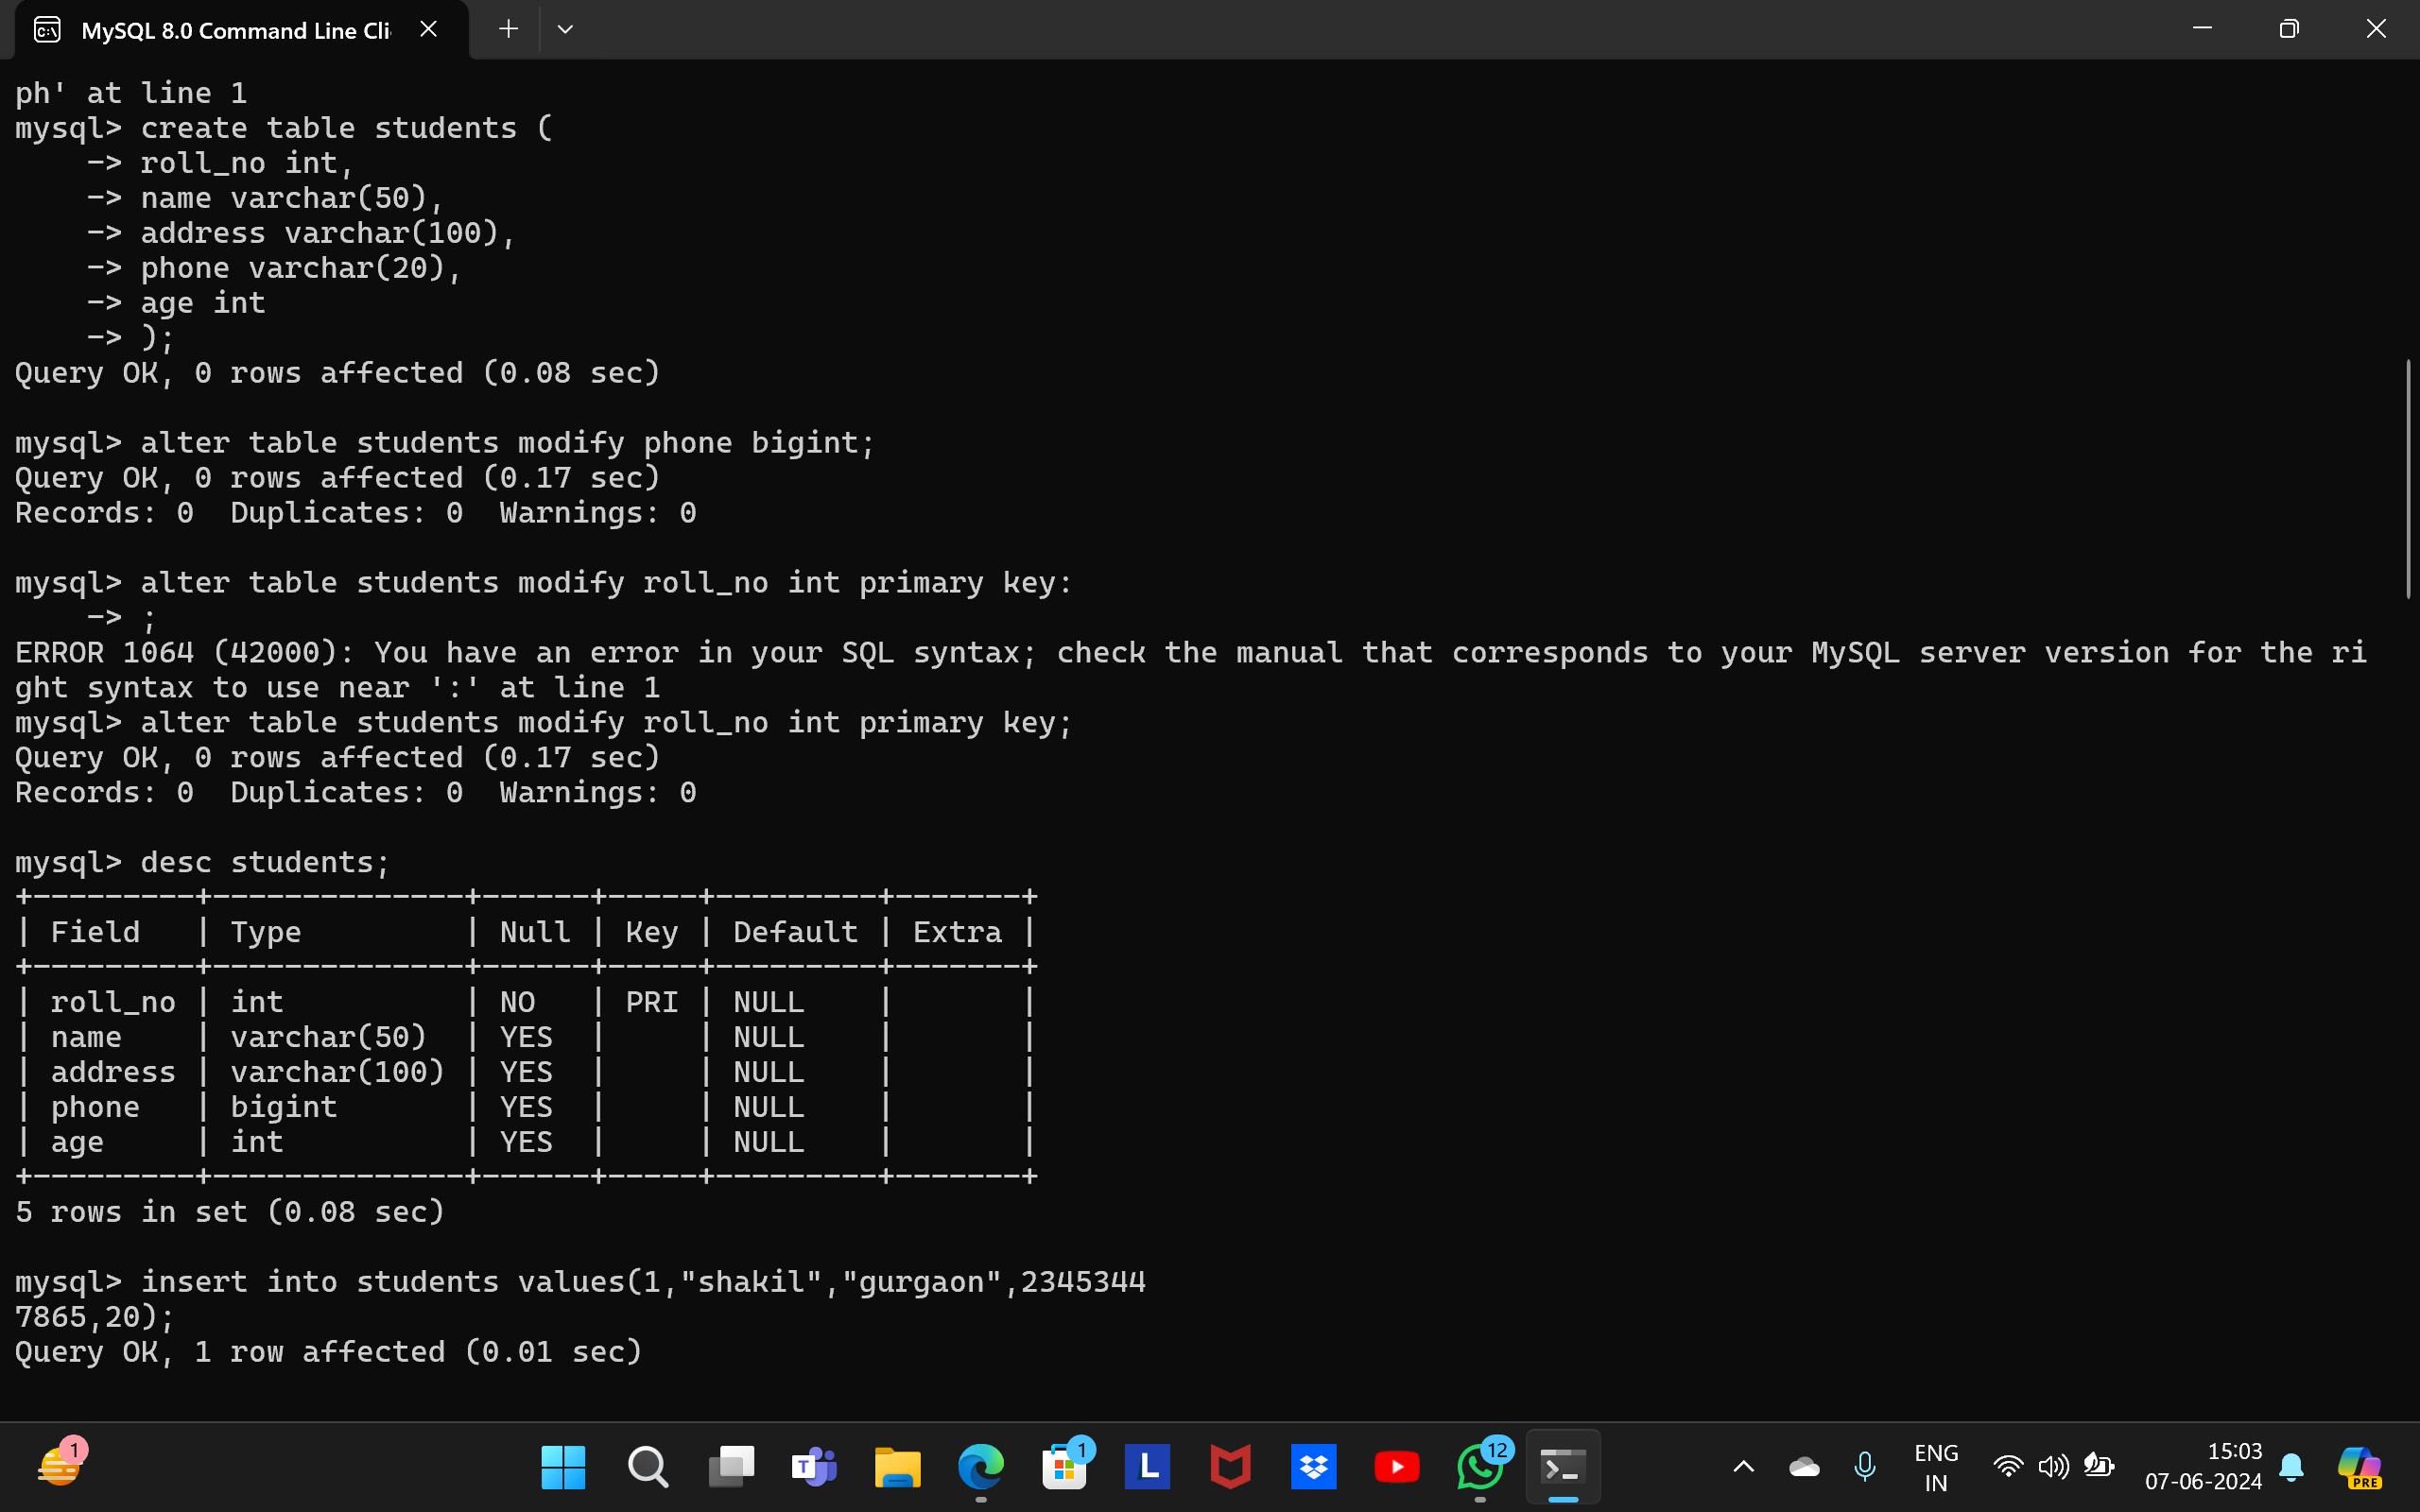 MySQL 8.0 Command Line Cli
ph' at line 1
mysql> create table students (
    -> roll_no int,
    -> name varchar(50),
    -> address varchar(100),
    -> phone varchar(20),
    -> age int
    -> );
Query OK, 0 rows affected (0.08 sec)
mysql> alter table students modify phone bigint;
Query OK, 0 rows affected (0.17 sec)
Records: 0  Duplicates: 0  Warnings: 0
mysql> alter table students modify roll_no int primary key:
    -> ;
ERROR 1064 (42000): You have an error in your SQL syntax; check the manual that corresponds to your MySQL server version for the ri
ght syntax to use near ':' at line 1
mysql> alter table students modify roll_no int primary key;
Query OK, 0 rows affected (0.17 sec)
Records: 0  Duplicates: 0  Warnings: 0
mysql> desc students;
+---------+--------------+------+-----+---------+-------+
| Field   | Type         | Null | Key | Default | Extra |
+---------+--------------+------+-----+---------+-------+
| roll_no | int          | NO   | PRI | NULL    |       |
| name    | varchar(50)  | YES  |     | NULL    |       |
| address | varchar(100) | YES  |     | NULL    |       |
| phone   | bigint       | YES  |     | NULL    |       |
| age     | int          | YES  |     | NULL    |       |
+---------+--------------+------+-----+---------+-------+
5 rows in set (0.08 sec)
mysql> insert into students values(1,"shakil","gurgaon",2345344
7865,20);
Query OK, 1 row affected (0.01 sec)
1
T
1
L
12
ENG
IN
15:03
07-06-2024
PRE